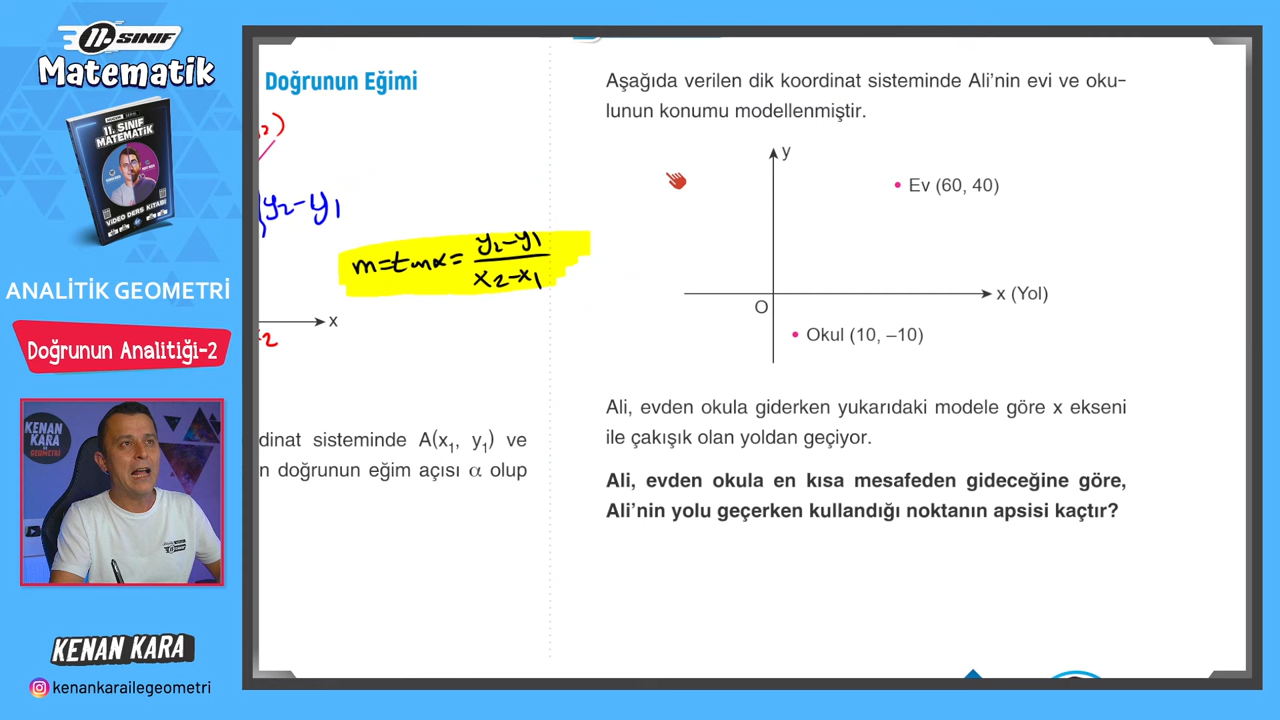 11.SINIF
Matematik
11. SINIF
MATEMATİK
VİDEO DERS KİTABI
ANALİTİK GEOMETRİ
Doğrunun Analitiği-2
KENAN
KARA
GEOMETRİ
11.SINIF
KENAN KARA
kenankarailegeometri
Doğrunun Eğimi
y₂-y₁
m=tanα= y₂-y₁
x₂-x₁
x
dinat sisteminde A(x₁, y₁) ve
n doğrunun eğim açısı α olup
Aşağıda verilen dik koordinat sisteminde Ali’nin evi ve oku-
lunun konumu modellenmiştir.
y
Ev (60, 40)
x (Yol)
O
Okul (10, –10)
Ali, evden okula giderken yukarıdaki modele göre x ekseni
ile çakışık olan yoldan geçiyor.
Ali, evden okula en kısa mesafeden gideceğine göre,
Ali’nin yolu geçerken kullandığı noktanın apsisi kaçtır?